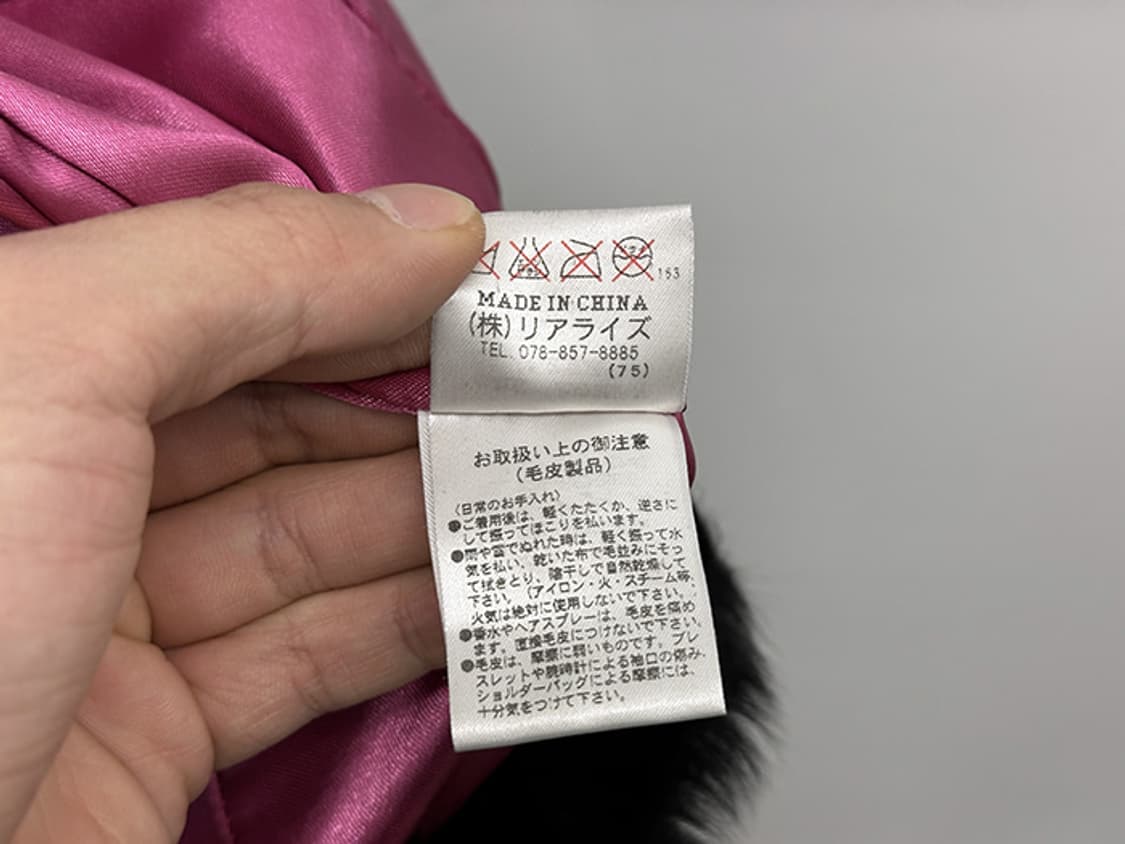 153
MADE IN CHINA
(株)リアライズ
TEL. 078-857-8885
(75)
お取扱い上の御注意
(毛皮製品)
〈日常のお手入れ〉
●ご着用後は、軽くたたくか、逆さに
して振ってほこりを払います。
●雨や雪でぬれた時は、軽く振って水
気を払い、乾いた布で毛並みにそっ
て拭きとり、陰干しで自然乾燥して
下さい。(アイロン・火・スチーム等、
火気は絶対に使用しないで下さい。)
●香水やヘアスプレーは、毛皮を痛め
ます。直接毛皮につけないで下さい。
●毛皮は、摩擦に弱いものです。ブレ
スレットや腕時計による袖口の傷み、
ショルダーバッグによる摩擦には、
十分気をつけて下さい。